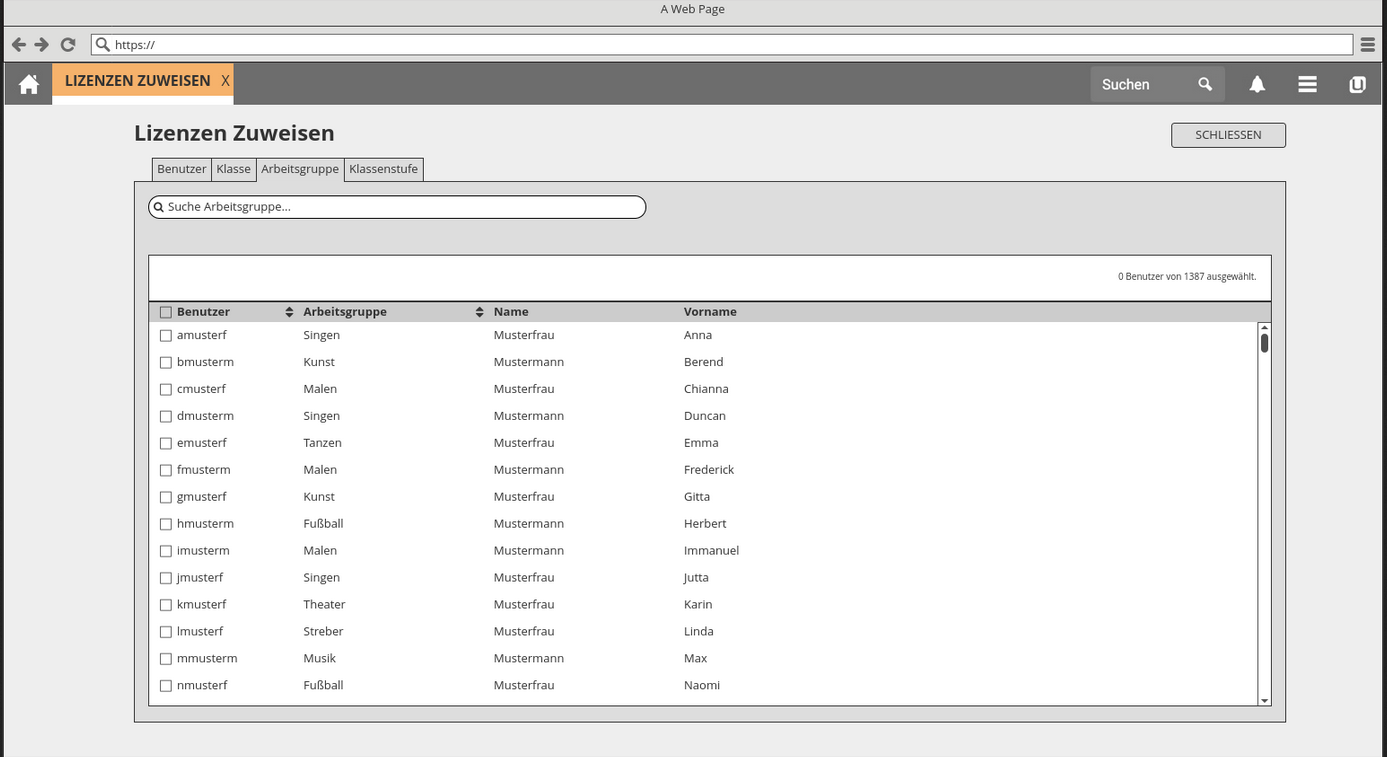 A Web Page
https://
LIZENZEN ZUWEISEN X
Suchen
Lizenzen Zuweisen
SCHLIESSEN
Benutzer Klasse Arbeitsgruppe Klassenstufe
Suche Arbeitsgruppe...
0 Benutzer von 1387 ausgewählt.
Benutzer Arbeitsgruppe Name Vorname
amusterf Singen Musterfrau Anna
bmusterm Kunst Mustermann Berend
cmusterf Malen Musterfrau Chianna
dmusterm Singen Mustermann Duncan
emusterf Tanzen Musterfrau Emma
fmusterm Malen Mustermann Frederick
gmusterf Kunst Musterfrau Gitta
hmusterm Fußball Mustermann Herbert
imusterm Malen Mustermann Immanuel
jmusterf Singen Musterfrau Jutta
kmusterf Theater Musterfrau Karin
lmusterf Streber Musterfrau Linda
mmusterm Musik Mustermann Max
nmusterf Fußball Musterfrau Naomi